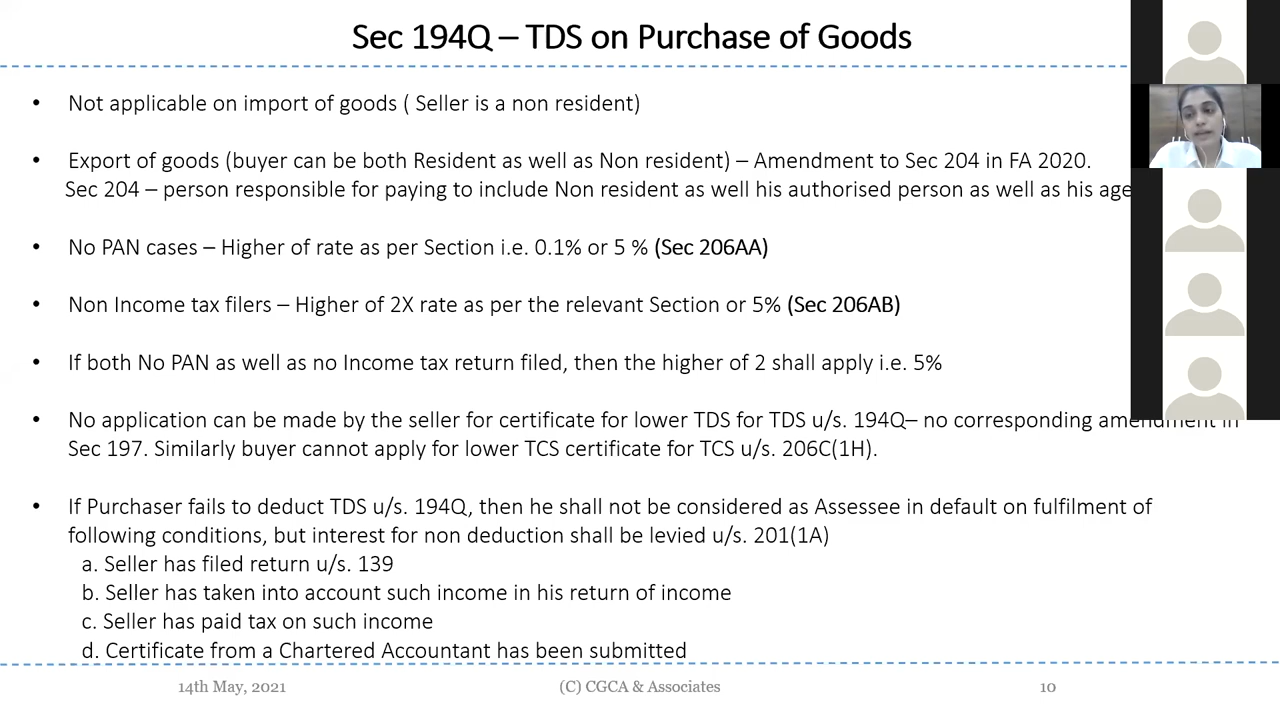 Sec 194Q – TDS on Purchase of Goods
• Not applicable on import of goods ( Seller is a non resident)
• Export of goods (buyer can be both Resident as well as Non resident) – Amendment to Sec 204 in FA 2020.
Sec 204 – person responsible for paying to include Non resident as well his authorised person as well as his age
• No PAN cases – Higher of rate as per Section i.e. 0.1% or 5 % (Sec 206AA)
• Non Income tax filers – Higher of 2X rate as per the relevant Section or 5% (Sec 206AB)
• If both No PAN as well as no Income tax return filed, then the higher of 2 shall apply i.e. 5%
• No application can be made by the seller for certificate for lower TDS for TDS u/s. 194Q– no corresponding amendment in
Sec 197. Similarly buyer cannot apply for lower TCS certificate for TCS u/s. 206C(1H).
• If Purchaser fails to deduct TDS u/s. 194Q, then he shall not be considered as Assessee in default on fulfilment of
following conditions, but interest for non deduction shall be levied u/s. 201(1A)
a. Seller has filed return u/s. 139
b. Seller has taken into account such income in his return of income
c. Seller has paid tax on such income
d. Certificate from a Chartered Accountant has been submitted
14th May, 2021
(C) CGCA & Associates
10